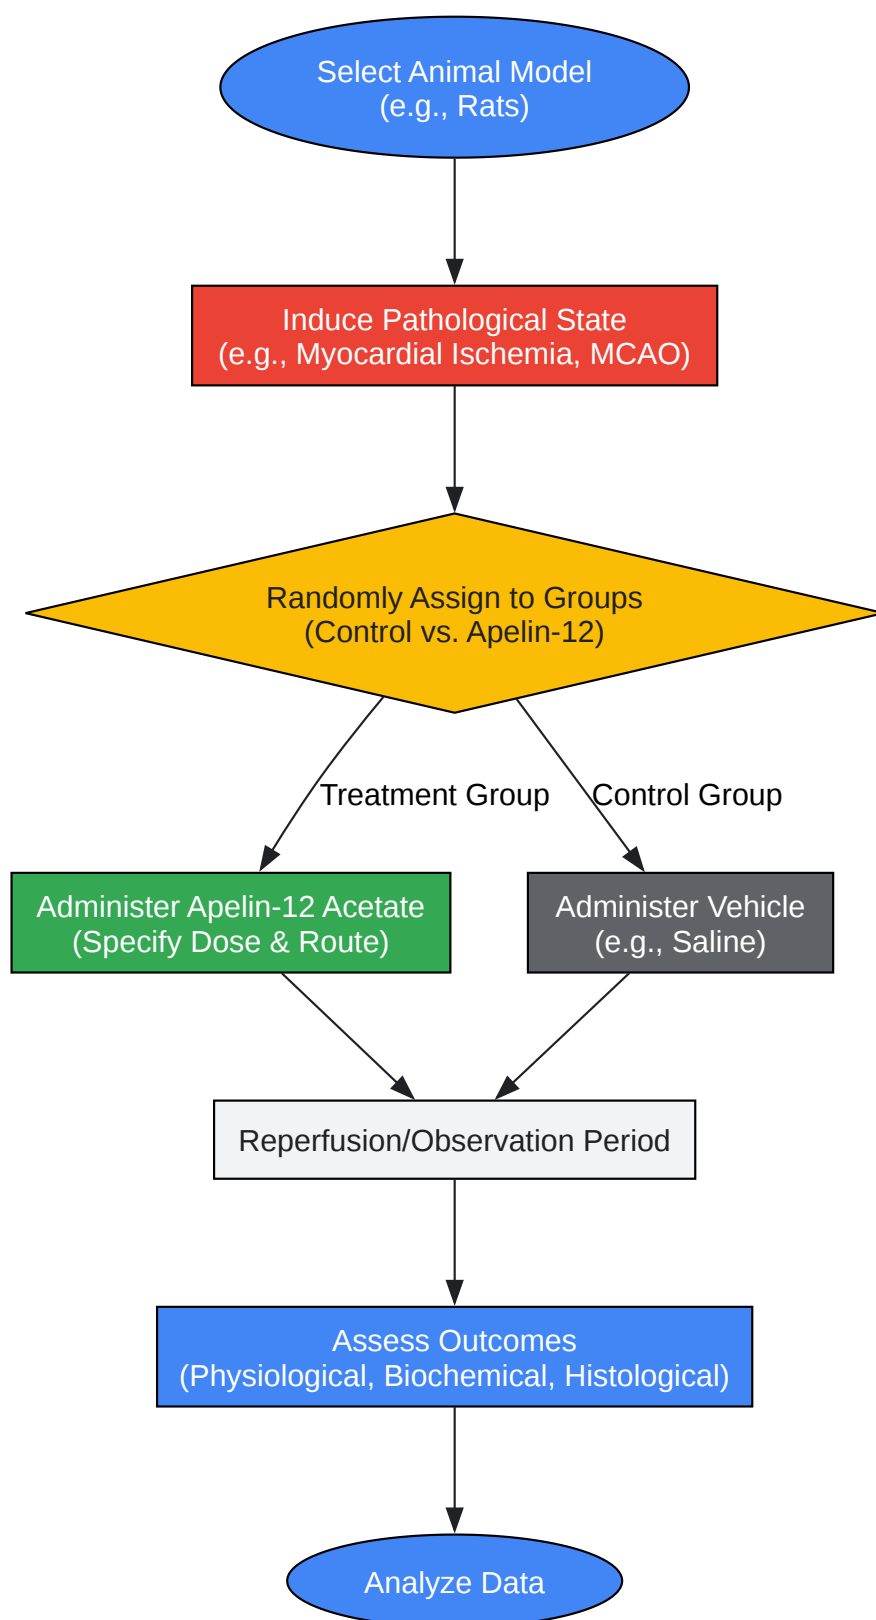 Select Animal Model
(e.g., Rats)
Induce Pathological State
(e.g., Myocardial Ischemia, MCAO)
Randomly Assign to Groups
(Control vs. Apelin-12)
Treatment Group
Control Group
Administer Apelin-12 Acetate
(Specify Dose & Route)
Administer Vehicle
(e.g., Saline)
Reperfusion/Observation Period
Assess Outcomes
(Physiological, Biochemical, Histological)
Analyze Data